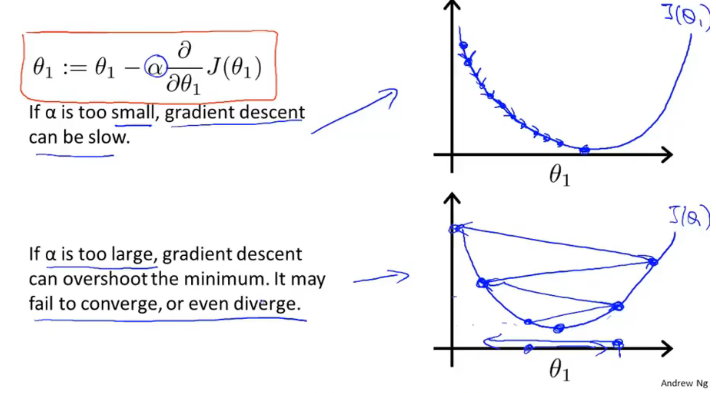 θ₁ := θ₁ − α ∂/∂θ₁ J(θ₁)
If α is too small, gradient descent
can be slow.
J(θ₁)
θ₁
If α is too large, gradient descent
can overshoot the minimum. It may
fail to converge, or even diverge.
θ₁
Andrew Ng